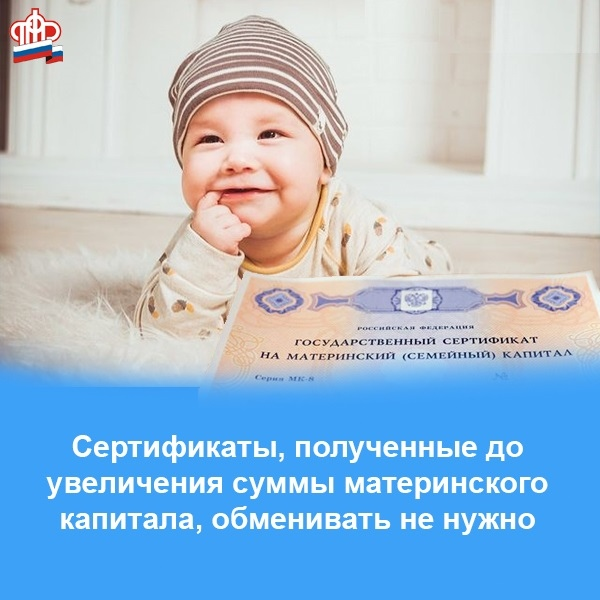 РОССИЙСКАЯ ФЕДЕРАЦИЯ
ГОСУДАРСТВЕННЫЙ СЕРТИФИКАТ
НА МАТЕРИНСКИЙ (СЕМЕЙНЫЙ) КАПИТАЛ
Серия МК-8 №
Сертификаты, полученные до
увеличения суммы материнского
капитала, обменивать не нужно